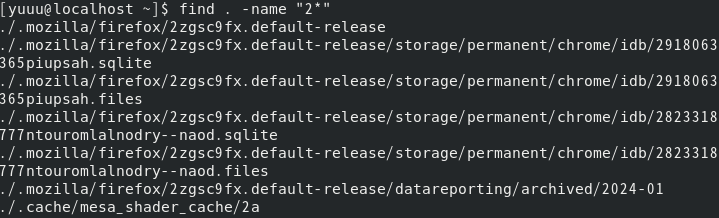 [yuuu@localhost ~]$ find . -name "2*"
./.mozilla/firefox/2zgsc9fx.default-release
./.mozilla/firefox/2zgsc9fx.default-release/storage/permanent/chrome/idb/2918063
365piupsah.sqlite
./.mozilla/firefox/2zgsc9fx.default-release/storage/permanent/chrome/idb/2918063
365piupsah.files
./.mozilla/firefox/2zgsc9fx.default-release/storage/permanent/chrome/idb/2823318
777ntouromlalnodry--naod.sqlite
./.mozilla/firefox/2zgsc9fx.default-release/storage/permanent/chrome/idb/2823318
777ntouromlalnodry--naod.files
./.mozilla/firefox/2zgsc9fx.default-release/datareporting/archived/2024-01
./.cache/mesa_shader_cache/2a